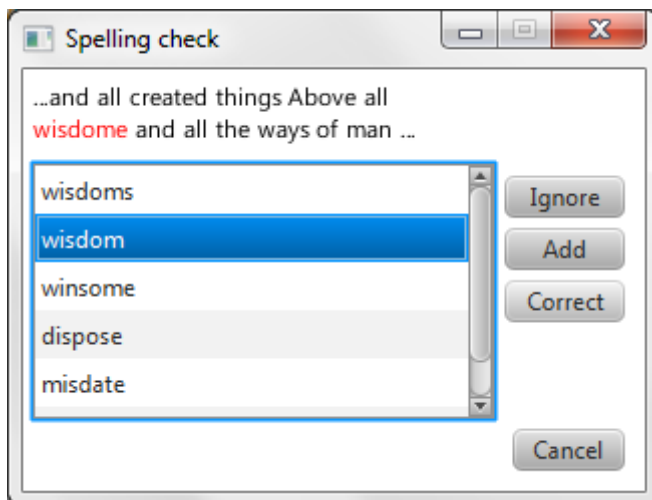 Spelling check
...and all created things Above all
wisdome and all the ways of man ...
wisdoms
wisdom
winsome
dispose
misdate
Ignore
Add
Correct
Cancel